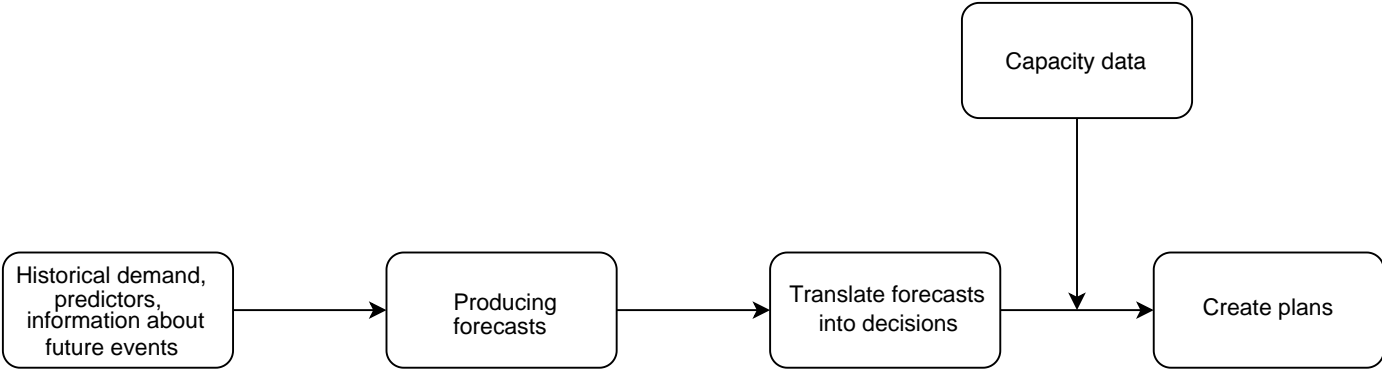 Capacity data
Historical demand,
predictors,
information about
future events
Producing
forecasts
Translate forecasts
into decisions
Create plans